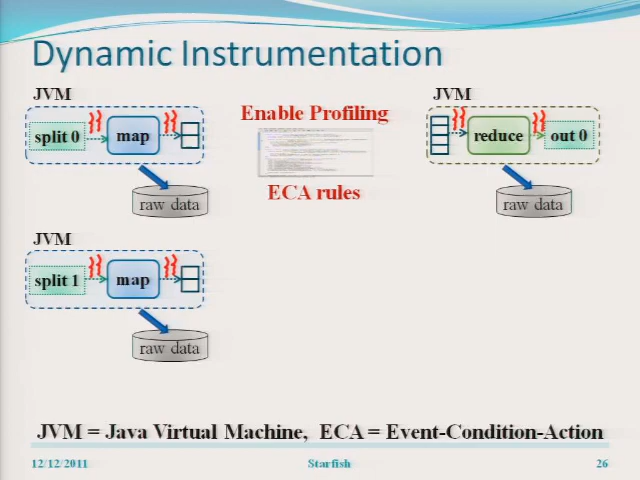 Dynamic Instrumentation
JVM
split 0
map
raw data
Enable Profiling
ECA rules
JVM
reduce
out 0
raw data
JVM
split 1
map
raw data
JVM = Java Virtual Machine, ECA = Event-Condition-Action
12/12/2011
Starfish
26